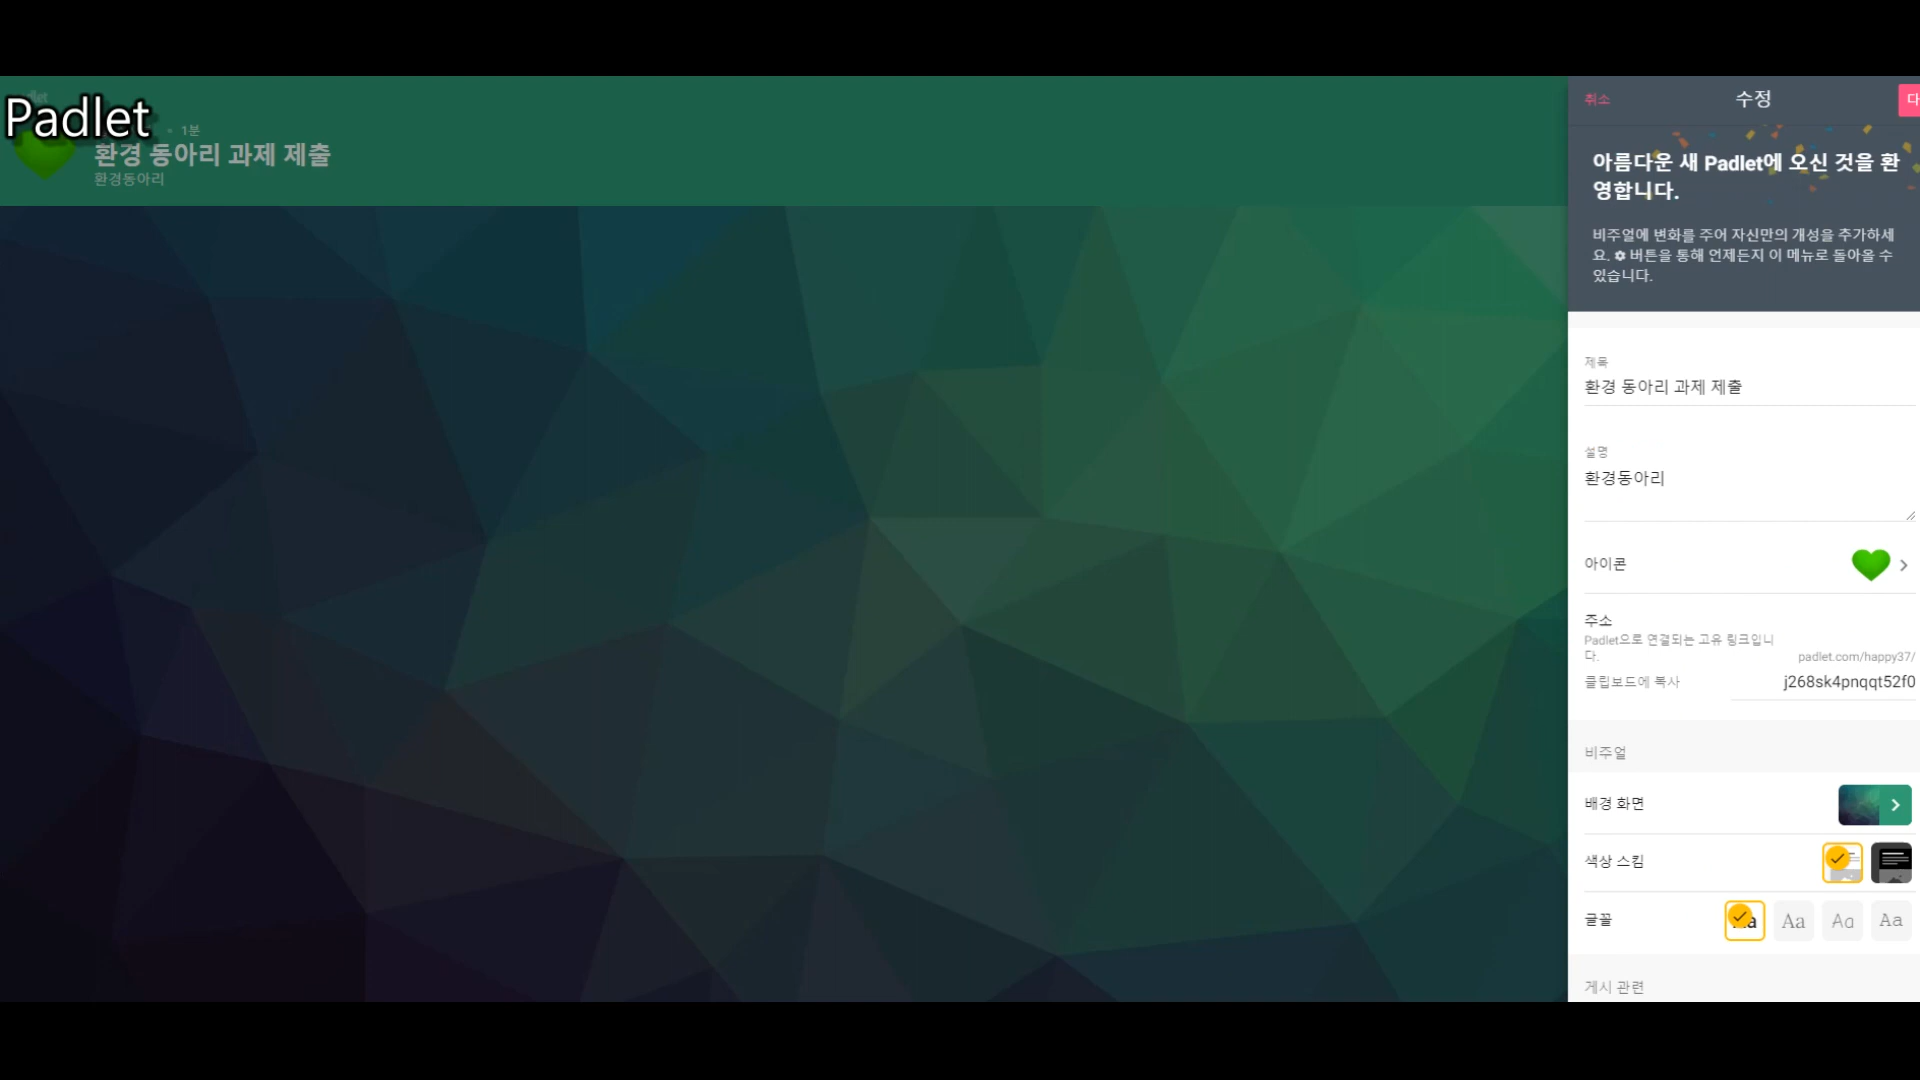 Padlet
• 1분
환경 동아리 과제 제출
환경동아리
취소
수정
아름다운 새 Padlet에 오신 것을 환
영합니다.
비주얼에 변화를 주어 자신만의 개성을 추가하세
요. 버튼을 통해 언제든지 이 메뉴로 돌아올 수
있습니다.
제목
환경 동아리 과제 제출
설명
환경동아리
아이콘
주소
Padlet으로 연결되는 고유 링크입니
다.
padlet.com/happy37/
클립보드에 복사
j268sk4pnqqt52f0
비주얼
배경 화면
색상 스킴
글꼴
Aa Aa Aa
게시 관련